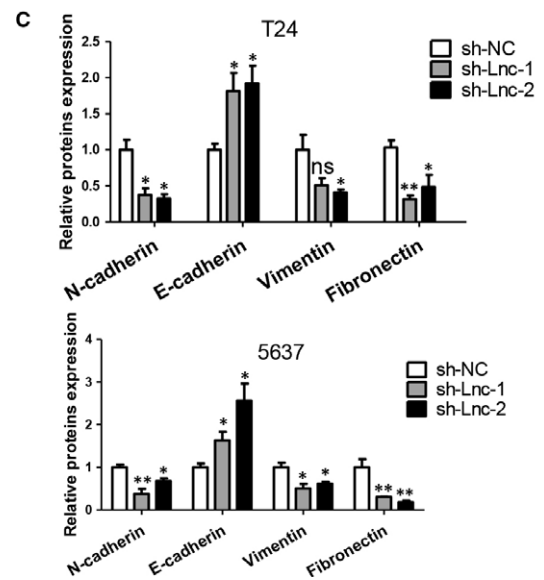 C
T24
Relative proteins expression
2.5
2.0
1.5
1.0
0.5
0.0
sh-NC
sh-Lnc-1
sh-Lnc-2
* * * * ns * ** *
N-cadherin E-cadherin Vimentin Fibronectin
5637
Relative proteins expression
4
3
2
1
0
sh-NC
sh-Lnc-1
sh-Lnc-2
** * * * * * ** **
N-cadherin E-cadherin Vimentin Fibronectin